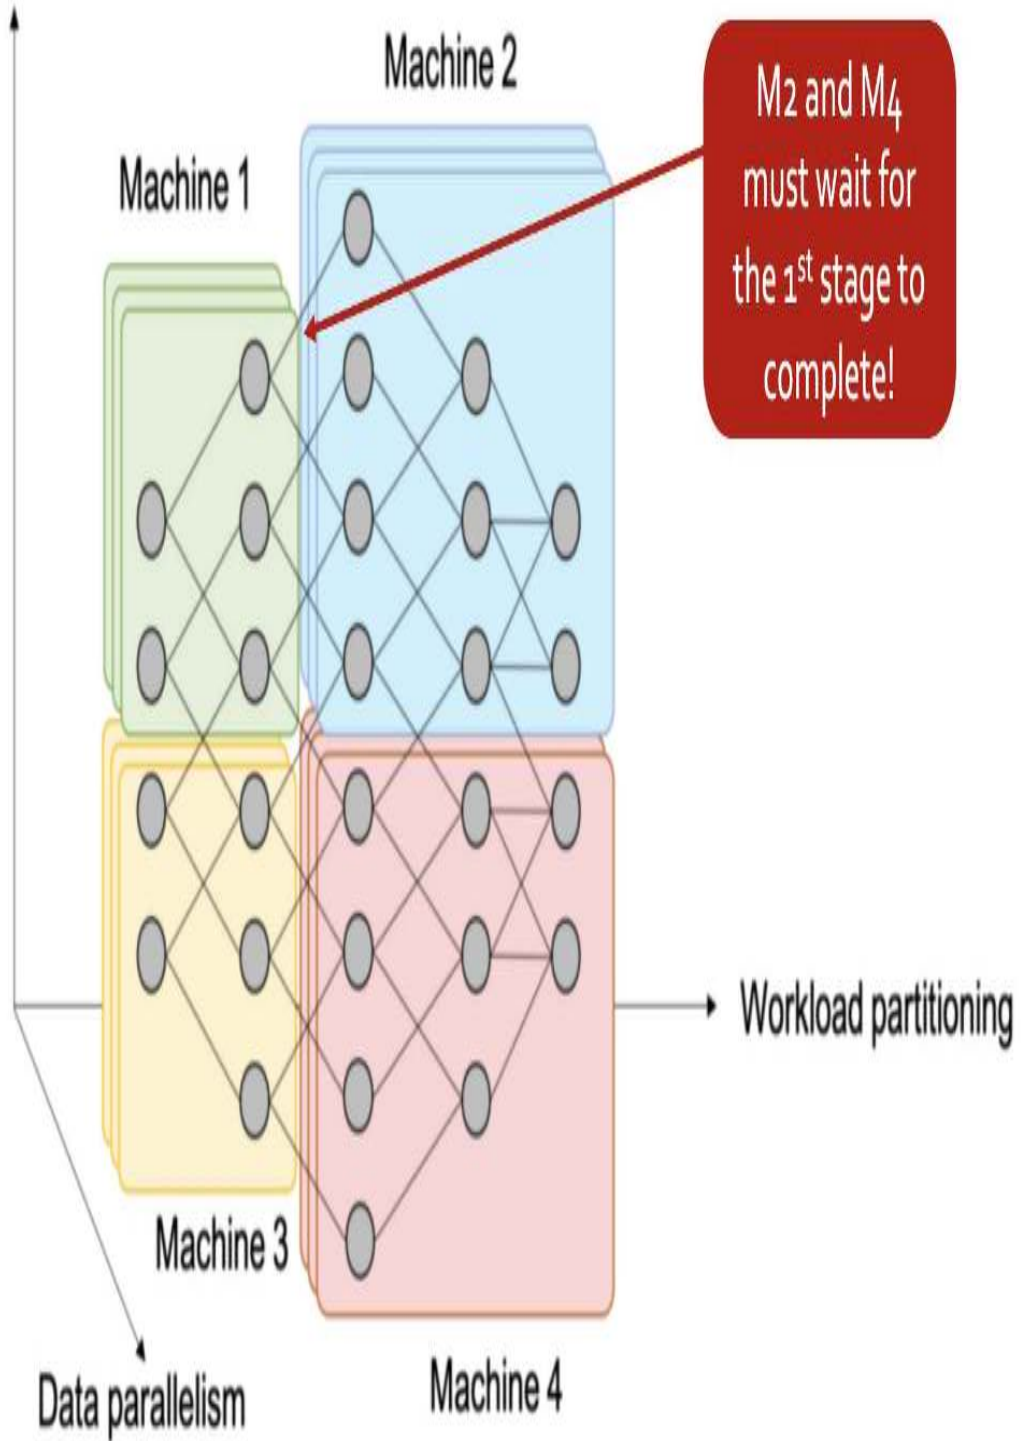 Machine 2
M2 and M4
must wait for
the 1st stage to
complete!
Machine 1
Workload partitioning
Machine 3
Data parallelism
Machine 4